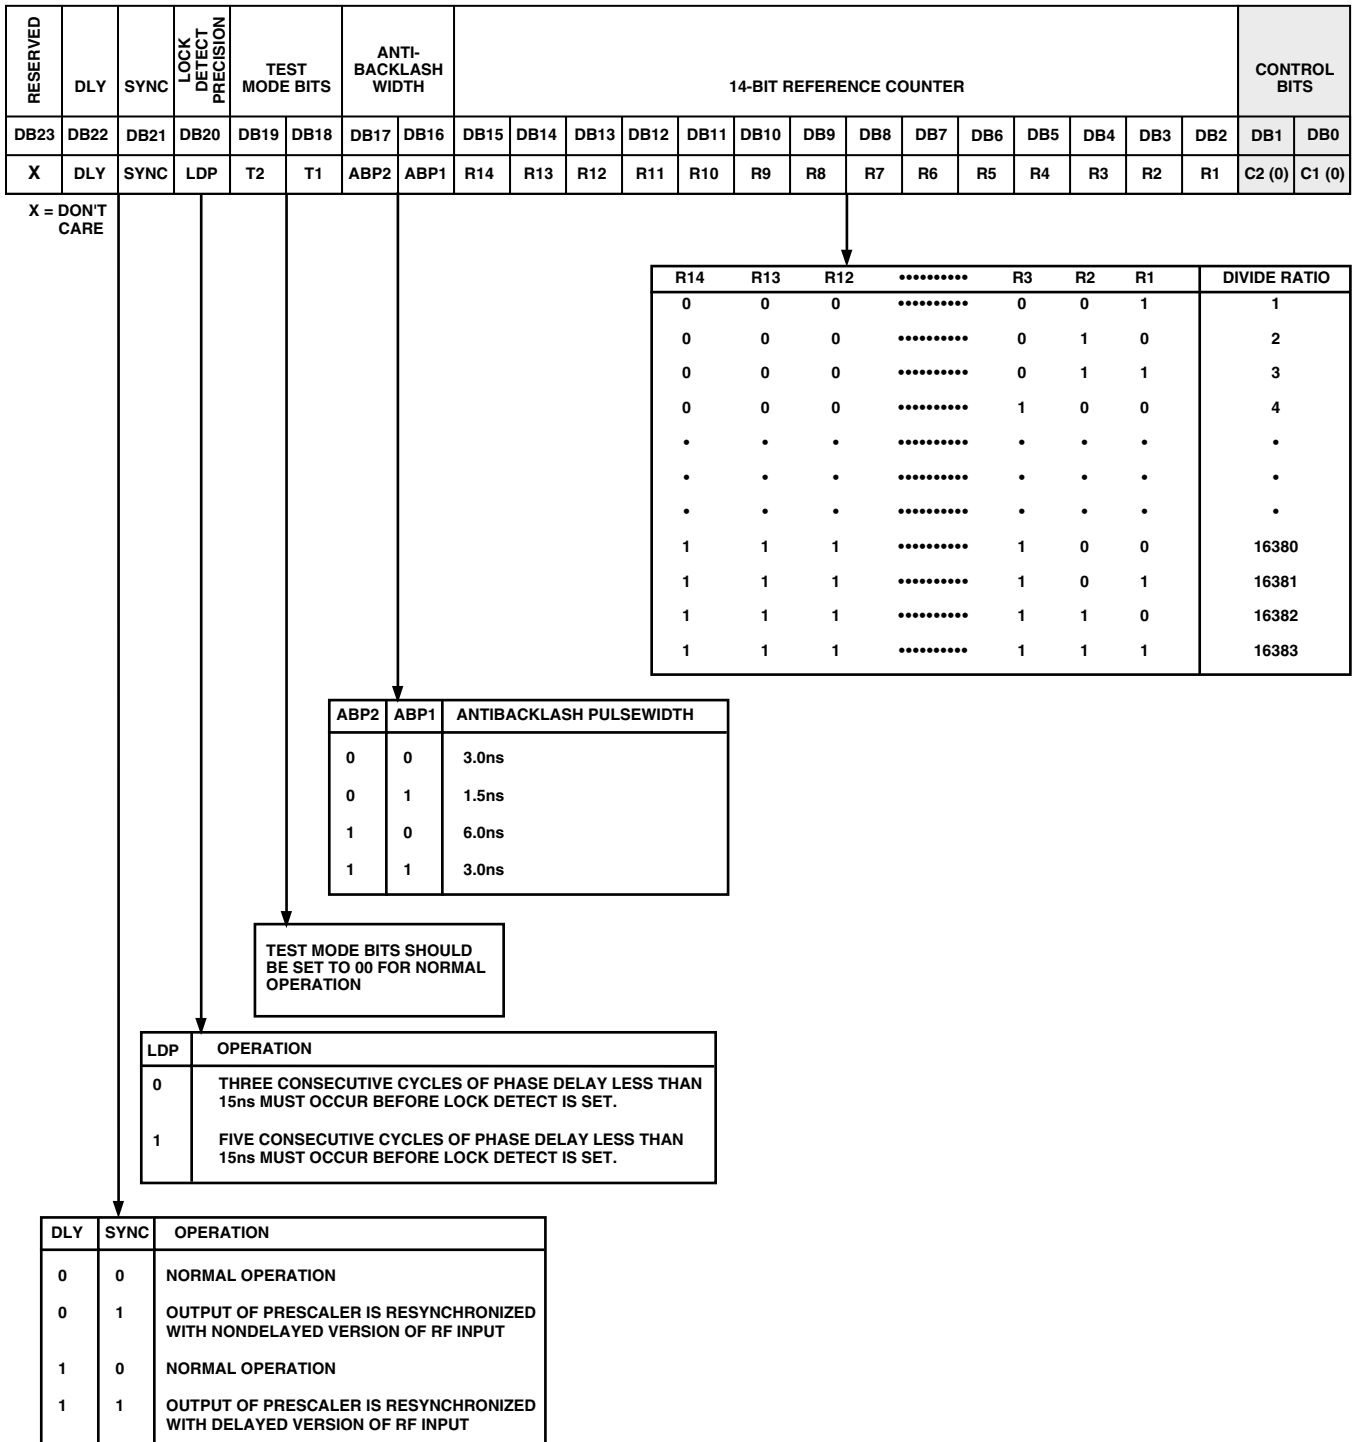 RESERVED
DLY
SYNC
LOCK
DETECT
PRECISION
TEST
MODE BITS
ANTI-
BACKLASH
WIDTH
14-BIT REFERENCE COUNTER
CONTROL
BITS
DB23 DB22 DB21 DB20 DB19 DB18 DB17 DB16 DB15 DB14 DB13 DB12 DB11 DB10 DB9 DB8 DB7 DB6 DB5 DB4 DB3 DB2 DB1 DB0
X DLY SYNC LDP T2 T1 ABP2 ABP1 R14 R13 R12 R11 R10 R9 R8 R7 R6 R5 R4 R3 R2 R1 C2 (0) C1 (0)
X = DON'T
CARE
R14 R13 R12 •••••••••• R3 R2 R1 DIVIDE RATIO
0 0 0 •••••••••• 0 0 1 1
0 0 0 •••••••••• 0 1 0 2
0 0 0 •••••••••• 0 1 1 3
0 0 0 •••••••••• 1 0 0 4
• • • •••••••••• • • • •
• • • •••••••••• • • • •
• • • •••••••••• • • • •
1 1 1 •••••••••• 1 0 0 16380
1 1 1 •••••••••• 1 0 1 16381
1 1 1 •••••••••• 1 1 0 16382
1 1 1 •••••••••• 1 1 1 16383
ABP2 ABP1 ANTIBACKLASH PULSEWIDTH
0 0 3.0ns
0 1 1.5ns
1 0 6.0ns
1 1 3.0ns
TEST MODE BITS SHOULD
BE SET TO 00 FOR NORMAL
OPERATION
LDP OPERATION
0 THREE CONSECUTIVE CYCLES OF PHASE DELAY LESS THAN
15ns MUST OCCUR BEFORE LOCK DETECT IS SET.
1 FIVE CONSECUTIVE CYCLES OF PHASE DELAY LESS THAN
15ns MUST OCCUR BEFORE LOCK DETECT IS SET.
DLY SYNC OPERATION
0 0 NORMAL OPERATION
0 1 OUTPUT OF PRESCALER IS RESYNCHRONIZED
WITH NONDELAYED VERSION OF RF INPUT
1 0 NORMAL OPERATION
1 1 OUTPUT OF PRESCALER IS RESYNCHRONIZED
WITH DELAYED VERSION OF RF INPUT